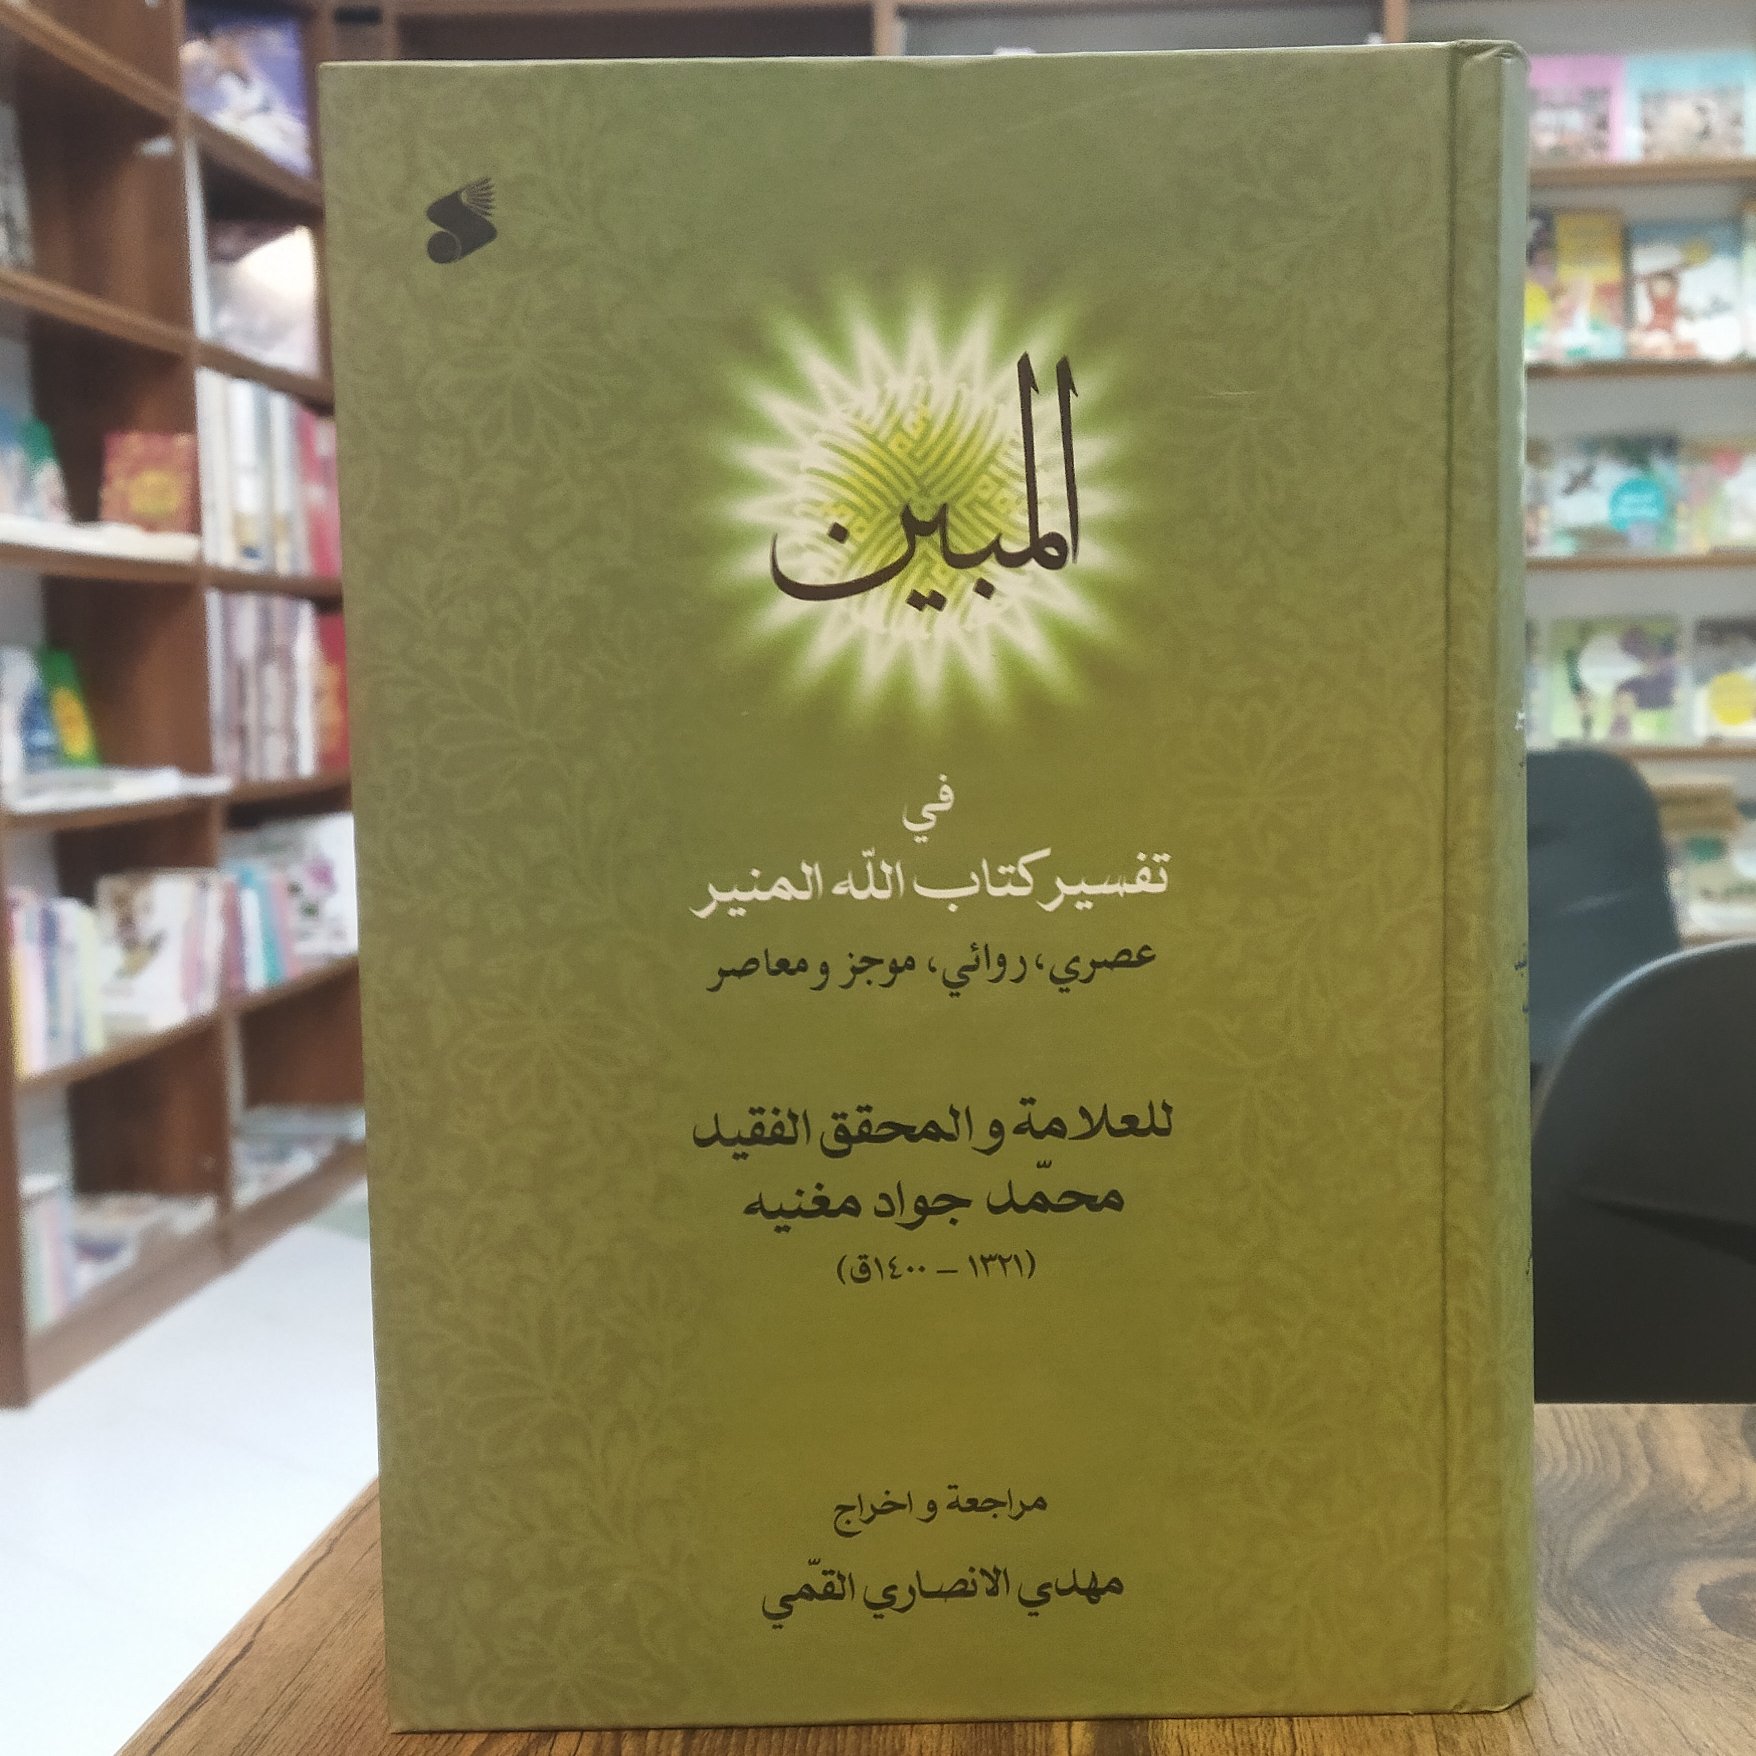 المبين
في
تفسير كتاب اللّه المنير
عصري، روائي، موجز و معاصر
للعلامة و المحقق الفقيد
محمّد جواد مغنيه
(١٣٢١ – ١٤٠٠ق)
مراجعة و اخراج
مهدي الانصاري القمّي